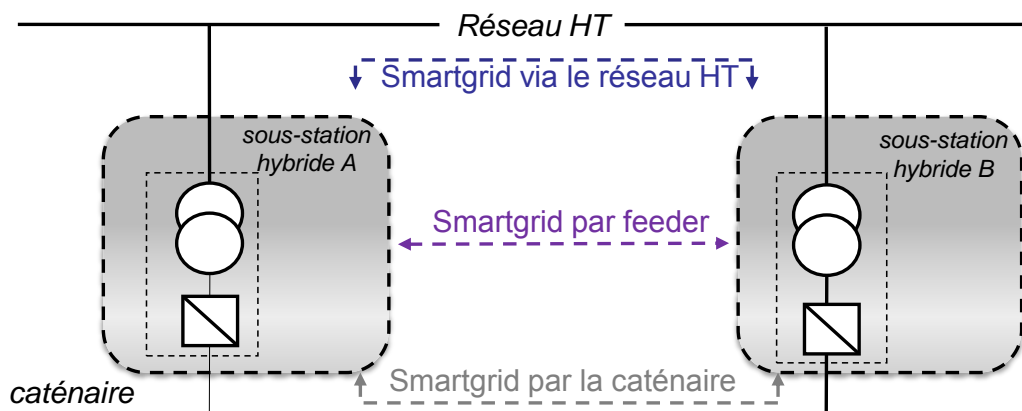 Réseau HT
Smartgrid via le réseau HT
sous-station
hybride A
sous-station
hybride B
Smartgrid par feeder
Smartgrid par la caténaire
caténaire